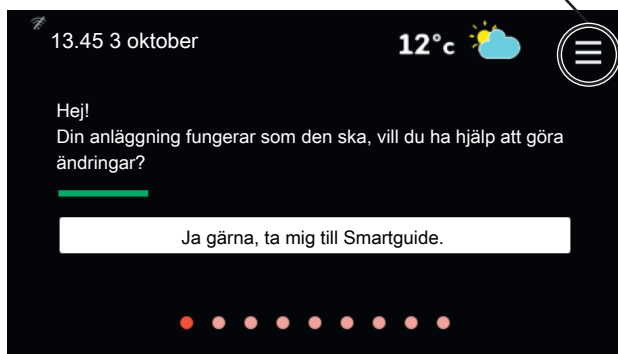 13.45 3 oktober
12°c
Hej!
Din anläggning fungerar som den ska, vill du ha hjälp att göra
ändringar?
Ja gärna, ta mig till Smartguide.